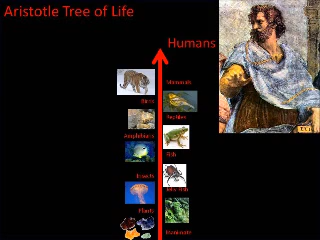 Aristotle Tree of Life
Humans
Mammals
Birds
Reptiles
Amphibians
Fish
Insects
Jelly Fish
Plants
Inanimate